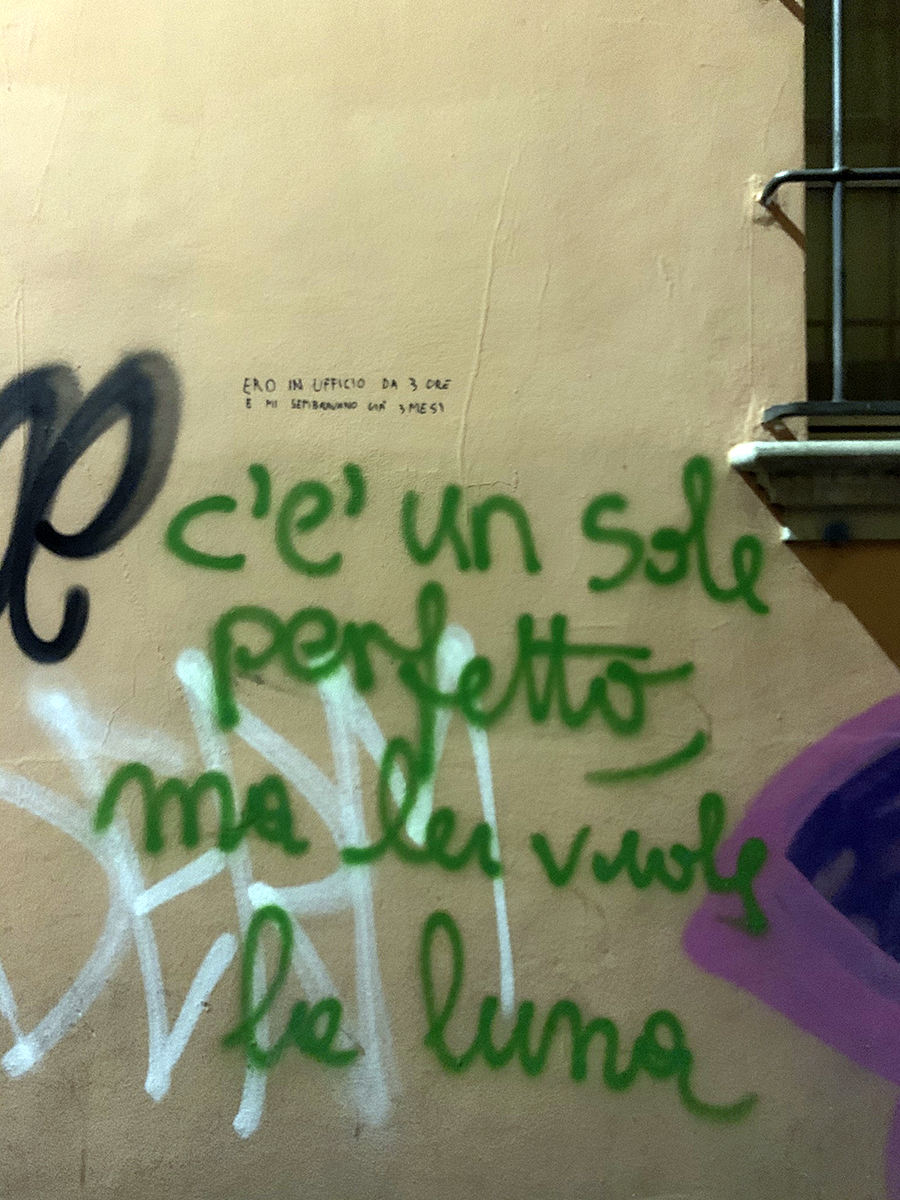 ERO IN UFFICIO DA 3 ORE
E MI SEMBRAVANO GIÀ 3 MESI
c'e' un sole
perfetto
ma lei vuole
la luna